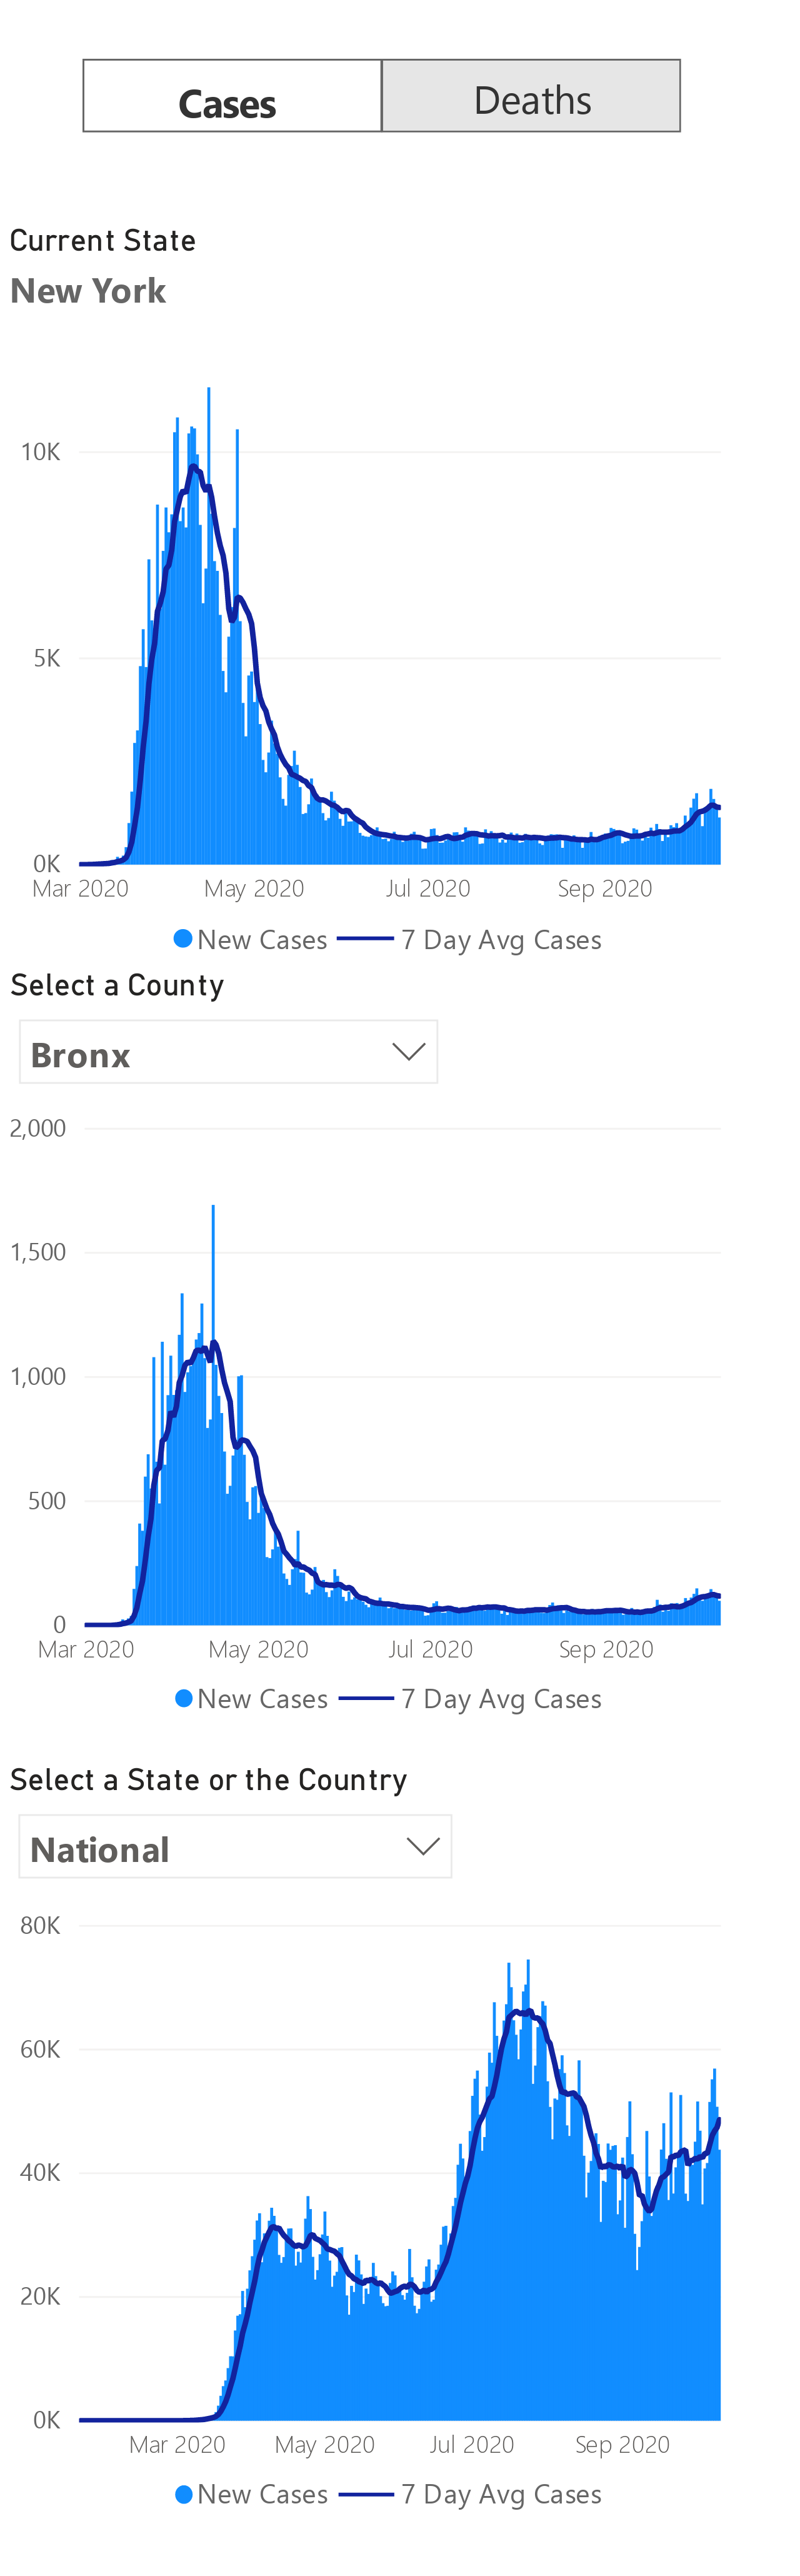 Cases Deaths
Current State
New York
10K
5K
0K
Mar 2020 May 2020 Jul 2020 Sep 2020
New Cases 7 Day Avg Cases
Select a County
Bronx
2,000
1,500
1,000
500
0
Mar 2020 May 2020 Jul 2020 Sep 2020
New Cases 7 Day Avg Cases
Select a State or the Country
National
80K
60K
40K
20K
0K
Mar 2020 May 2020 Jul 2020 Sep 2020
New Cases 7 Day Avg Cases